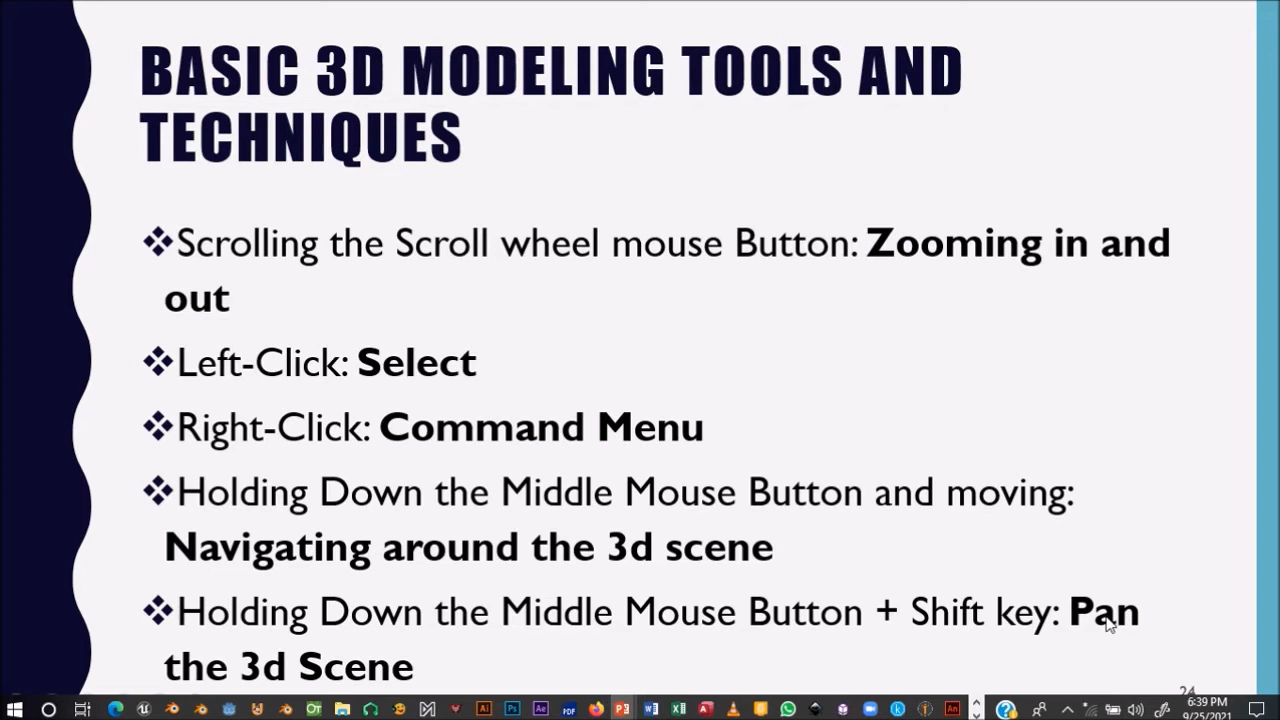 BASIC 3D MODELING TOOLS AND
TECHNIQUES
❖Scrolling the Scroll wheel mouse Button: Zooming in and
out
❖Left-Click: Select
❖Right-Click: Command Menu
❖Holding Down the Middle Mouse Button and moving:
Navigating around the 3d scene
❖Holding Down the Middle Mouse Button + Shift key: Pan
the 3d Scene
24
6:39 PM
9/25/2021